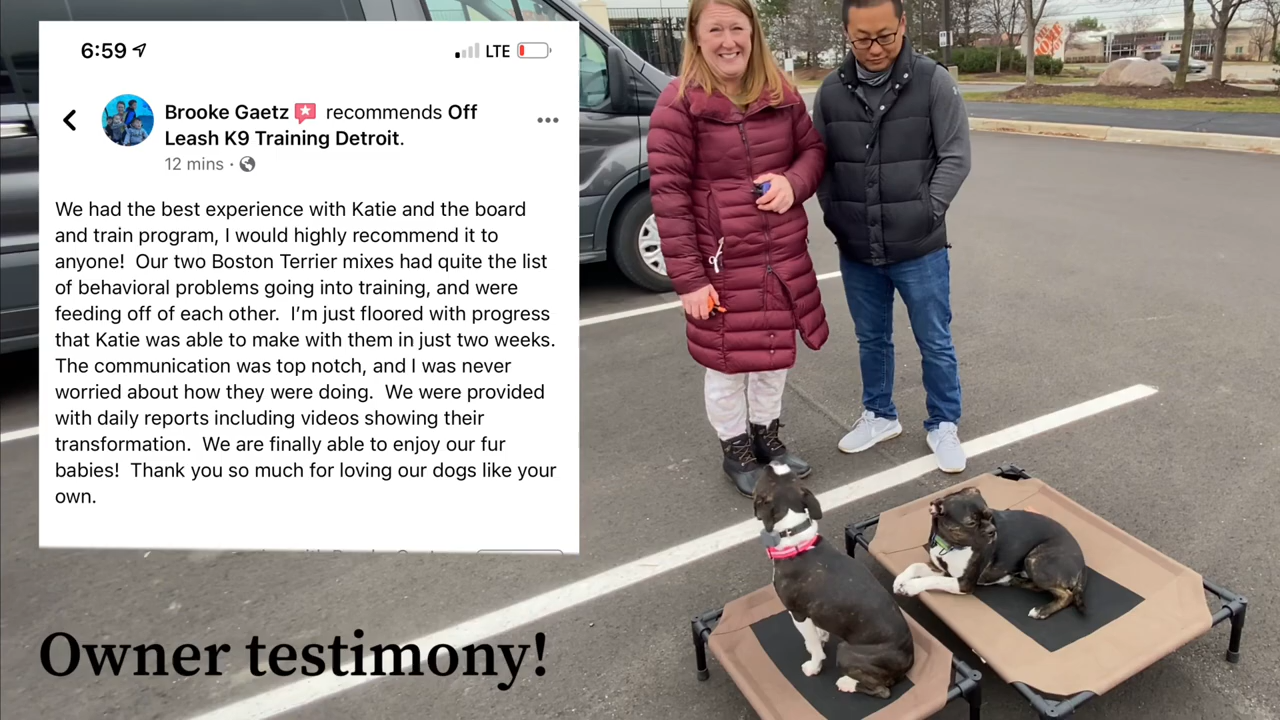 6:59
LTE
Brooke Gaetz recommends Off
Leash K9 Training Detroit.
12 mins ·
We had the best experience with Katie and the board
and train program, I would highly recommend it to
anyone!  Our two Boston Terrier mixes had quite the list
of behavioral problems going into training, and were
feeding off of each other.  I'm just floored with progress
that Katie was able to make with them in just two weeks.
The communication was top notch, and I was never
worried about how they were doing.  We were provided
with daily reports including videos showing their
transformation.  We are finally able to enjoy our fur
babies!  Thank you so much for loving our dogs like your
own.
Owner testimony!